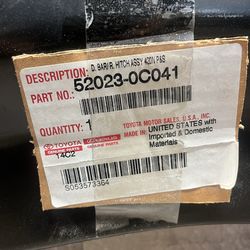 DESCRIPTION: D. BAR/R. HITCH ASSY 4200 P&S
PART NO.: 52023-0C041
QUANTITY: 1
TOYOTA MOTOR SALES, U.S.A., INC.
MADE IN: UNITED STATES with
Imported & Domestic
Materials
TOYOTA
GENUINE PARTS
14C2
S053573364